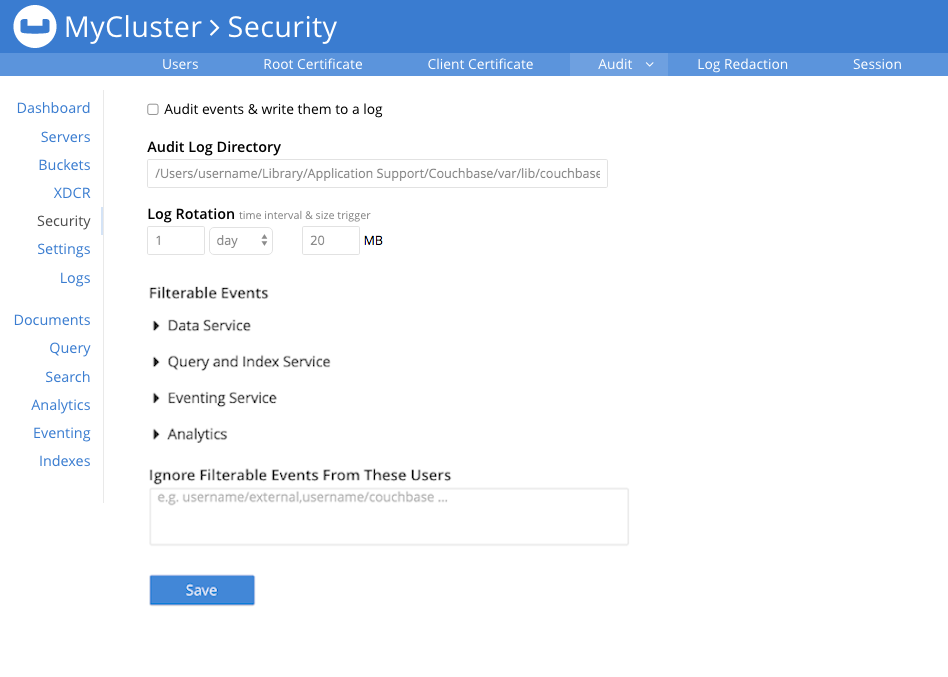 MyCluster > Security
Users Root Certificate Client Certificate Audit Log Redaction Session
Dashboard
Servers
Buckets
XDCR
Security
Settings
Logs
Documents
Query
Search
Analytics
Eventing
Indexes
Audit events & write them to a log
Audit Log Directory
/Users/username/Library/Application Support/Couchbase/var/lib/couchbase
Log Rotation time interval & size trigger
1 day 20 MB
Filterable Events
Data Service
Query and Index Service
Eventing Service
Analytics
Ignore Filterable Events From These Users
e.g. username/external,username/couchbase ...
Save